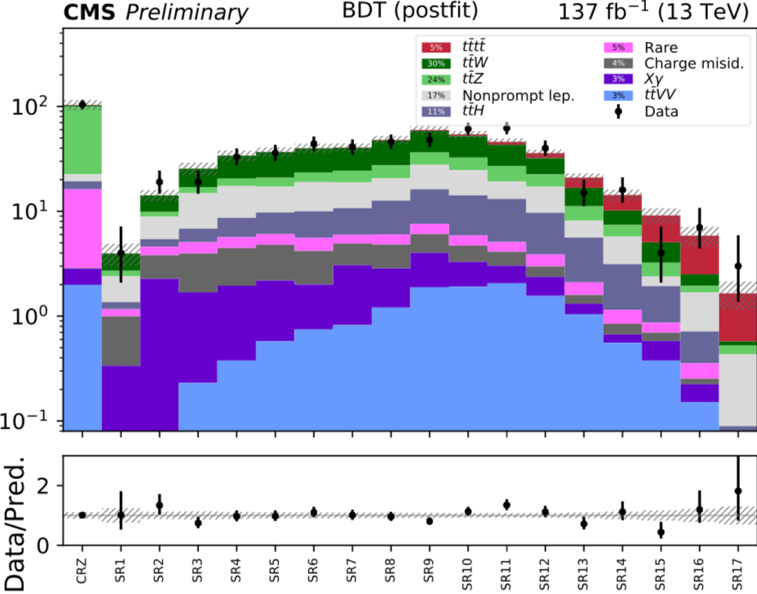 CMS Preliminary BDT (postfit) 137 fb⁻¹ (13 TeV)
5% tt̄tt̄ 5% Rare
30% tt̄W 4% Charge misid.
24% tt̄Z 3% Xγ
17% Nonprompt lep. 3% tt̄VV
11% tt̄H Data
10²
10¹
10⁰
10⁻¹
Data/Pred.
2
0
CRZ SR1 SR2 SR3 SR4 SR5 SR6 SR7 SR8 SR9 SR10 SR11 SR12 SR13 SR14 SR15 SR16 SR17